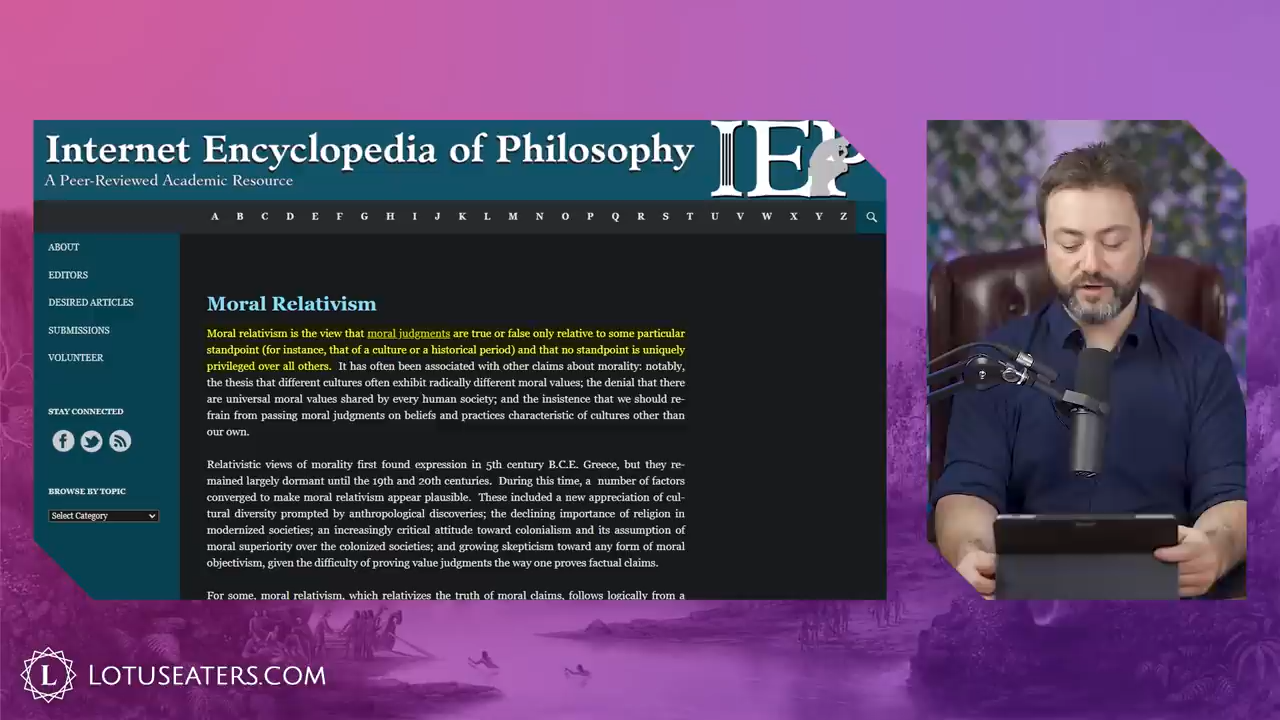 Internet Encyclopedia of Philosophy
IEP
A Peer-Reviewed Academic Resource
A B C D E F G H I J K L M N O P Q R S T U V W X Y Z
ABOUT
EDITORS
DESIRED ARTICLES
SUBMISSIONS
VOLUNTEER
STAY CONNECTED
BROWSE BY TOPIC
Select Category
Moral Relativism
Moral relativism is the view that moral judgments are true or false only relative to some particular
standpoint (for instance, that of a culture or a historical period) and that no standpoint is uniquely
privileged over all others. It has often been associated with other claims about morality: notably,
the thesis that different cultures often exhibit radically different moral values; the denial that there
are universal moral values shared by every human society; and the insistence that we should re-
frain from passing moral judgments on beliefs and practices characteristic of cultures other than
our own.
Relativistic views of morality first found expression in 5th century B.C.E. Greece, but they re-
mained largely dormant until the 19th and 20th centuries. During this time, a number of factors
converged to make moral relativism appear plausible. These included a new appreciation of cul-
tural diversity prompted by anthropological discoveries; the declining importance of religion in
modernized societies; an increasingly critical attitude toward colonialism and its assumption of
moral superiority over the colonized societies; and growing skepticism toward any form of moral
objectivism, given the difficulty of proving value judgments the way one proves factual claims.
For some, moral relativism, which relativizes the truth of moral claims, follows logically from a
L LOTUSEATERS.COM